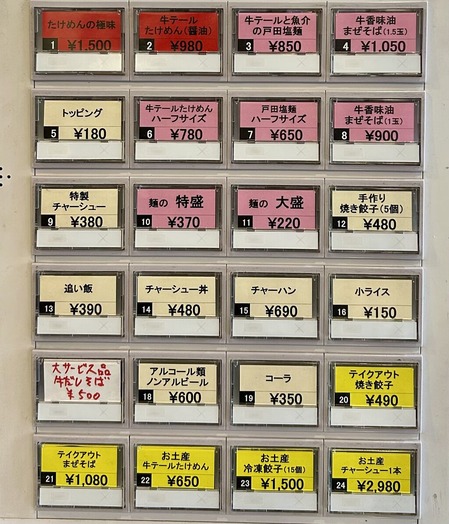 たけめんの極味
1 ¥1,500
牛テール
たけめん(醤油)
2 ¥980
牛テールと魚介
の戸田塩麺
3 ¥850
牛香味油
まぜそば(1.5玉)
4 ¥1,050
トッピング
5 ¥180
牛テールたけめん
ハーフサイズ
6 ¥780
戸田塩麺
ハーフサイズ
7 ¥650
牛香味油
まぜそば(1玉)
8 ¥900
特製
チャーシュー
9 ¥380
麺の 特盛
10 ¥370
麺の 大盛
11 ¥220
手作り
焼き餃子(5個)
12 ¥480
追い飯
13 ¥390
チャーシュー丼
14 ¥480
チャーハン
15 ¥690
小ライス
16 ¥150
大サービス品
牛だしそば
¥500
アルコール類
ノンアルビール
18 ¥600
コーラ
19 ¥350
テイクアウト
焼き餃子
20 ¥490
テイクアウト
まぜそば
21 ¥1,080
お土産
牛テールたけめん
22 ¥650
お土産
冷凍餃子(15個)
23 ¥1,500
お土産
チャーシュー1本
24 ¥2,980